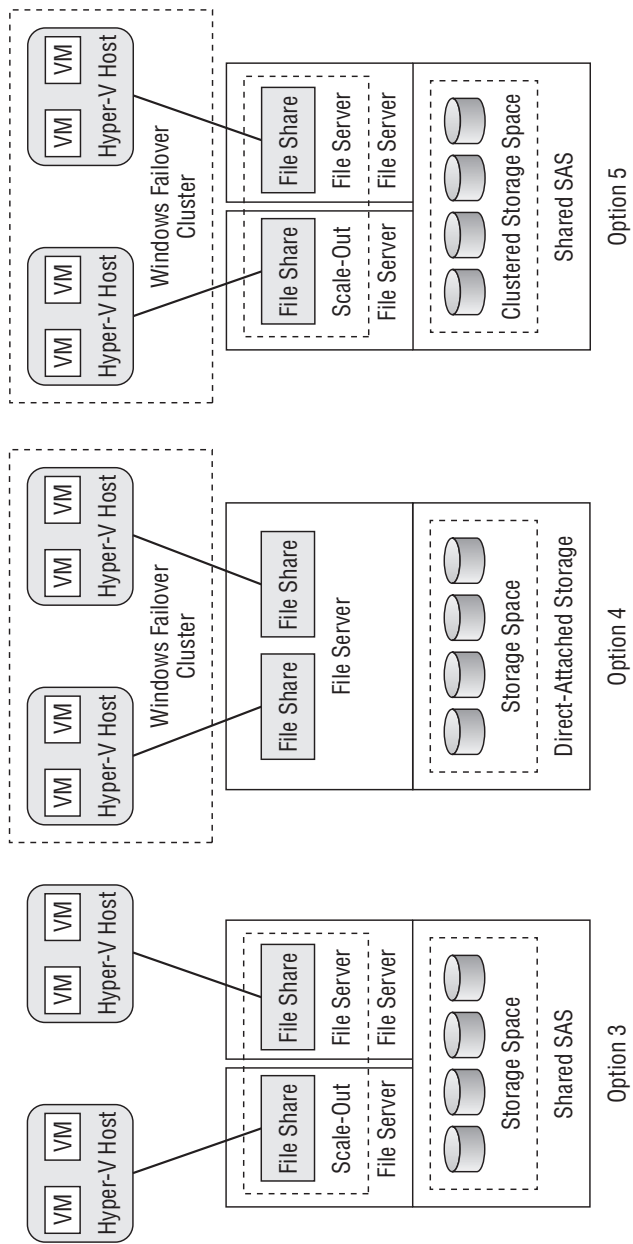 VM
VM
Hyper-V Host
VM
VM
Hyper-V Host
File Share
File Share
Scale-Out
File Server
File Server
File Server
Storage Space
Shared SAS
Option 3
VM
VM
Hyper-V Host
VM
VM
Hyper-V Host
Windows Failover
Cluster
File Share
File Share
File Server
Storage Space
Direct-Attached Storage
Option 4
VM
VM
Hyper-V Host
VM
VM
Hyper-V Host
Windows Failover
Cluster
File Share
File Share
Scale-Out
File Server
File Server
File Server
Clustered Storage Space
Shared SAS
Option 5